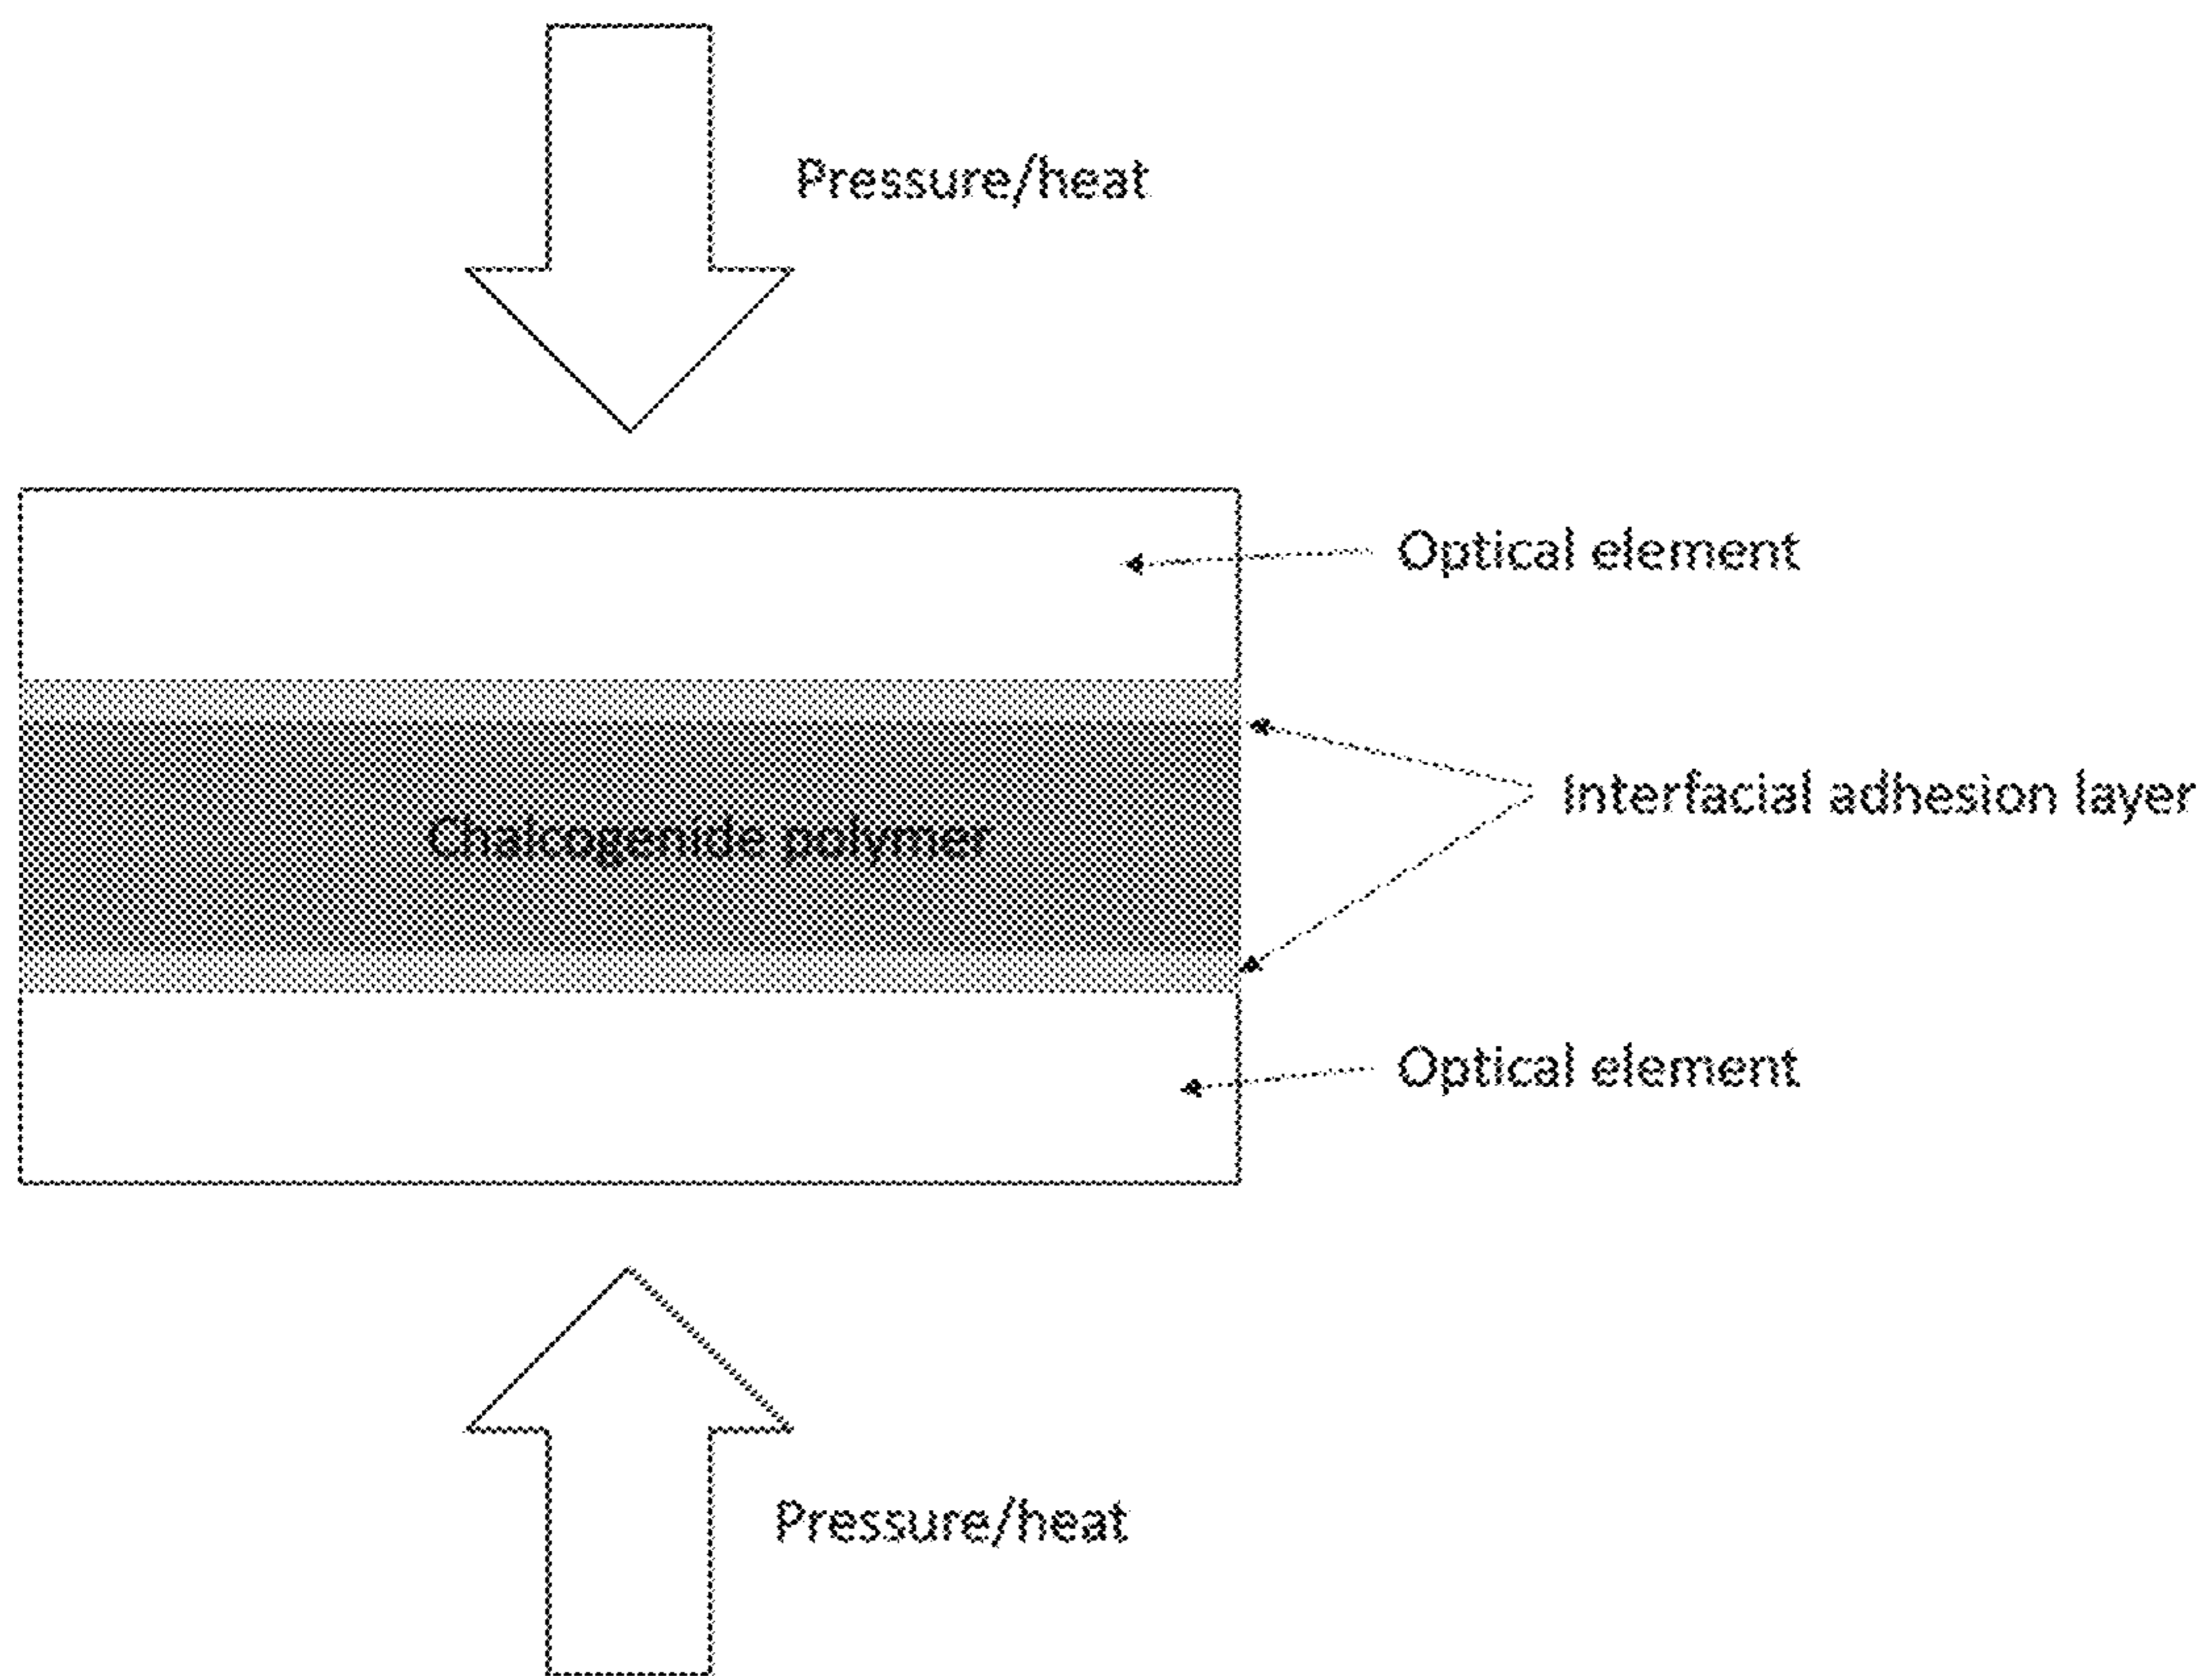 Pressure/heat
Optical element
Interfacial adhesion layer
Chalcogenide polymer
Optical element
Pressure/heat